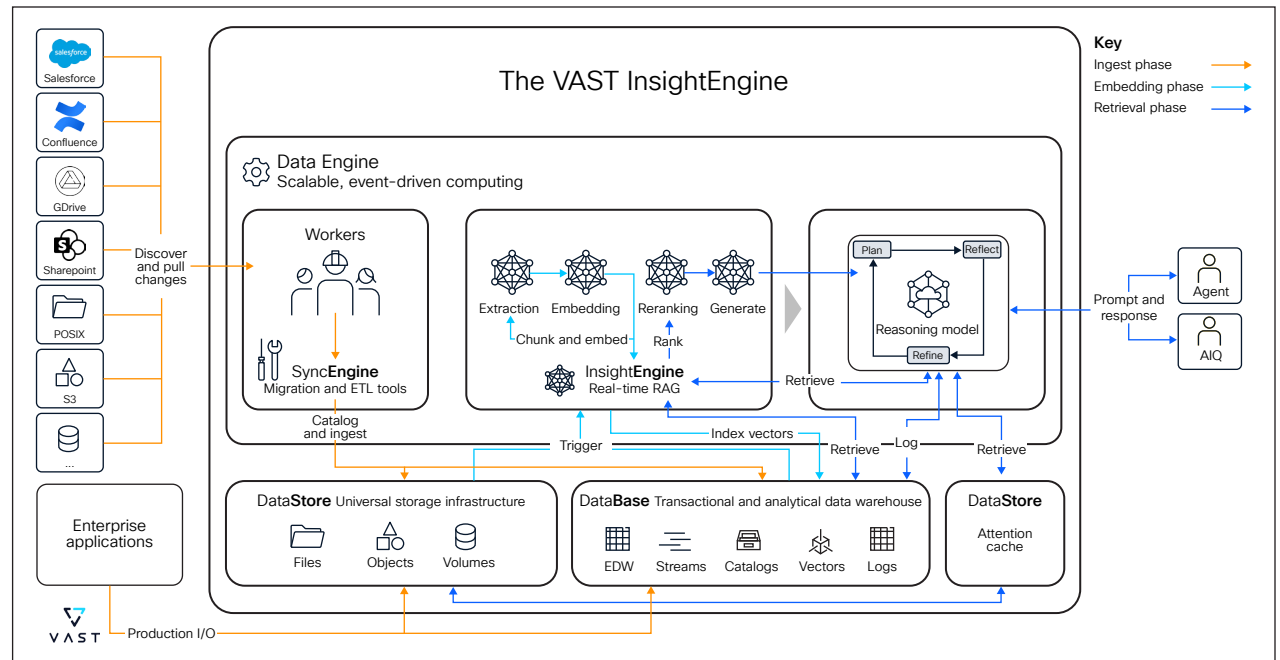 salesforce
Salesforce
Confluence
GDrive
S
Sharepoint
POSIX
S3
...
Discover
and pull
changes
Enterprise
applications
VAST
Production I/O
The VAST InsightEngine
Key
Ingest phase
Embedding phase
Retrieval phase
Data Engine
Scalable, event-driven computing
Workers
SyncEngine
Migration and ETL tools
Catalog
and ingest
Extraction
Embedding
Reranking
Generate
Chunk and embed
Rank
InsightEngine
Real-time RAG
Plan
Reflect
Reasoning model
Refine
Retrieve
Prompt and
response
Agent
AIQ
Trigger
Index vectors
Retrieve
Log
Retrieve
DataStore Universal storage infrastructure
Files
Objects
Volumes
DataBase Transactional and analytical data warehouse
EDW
Streams
Catalogs
Vectors
Logs
DataStore
Attention
cache